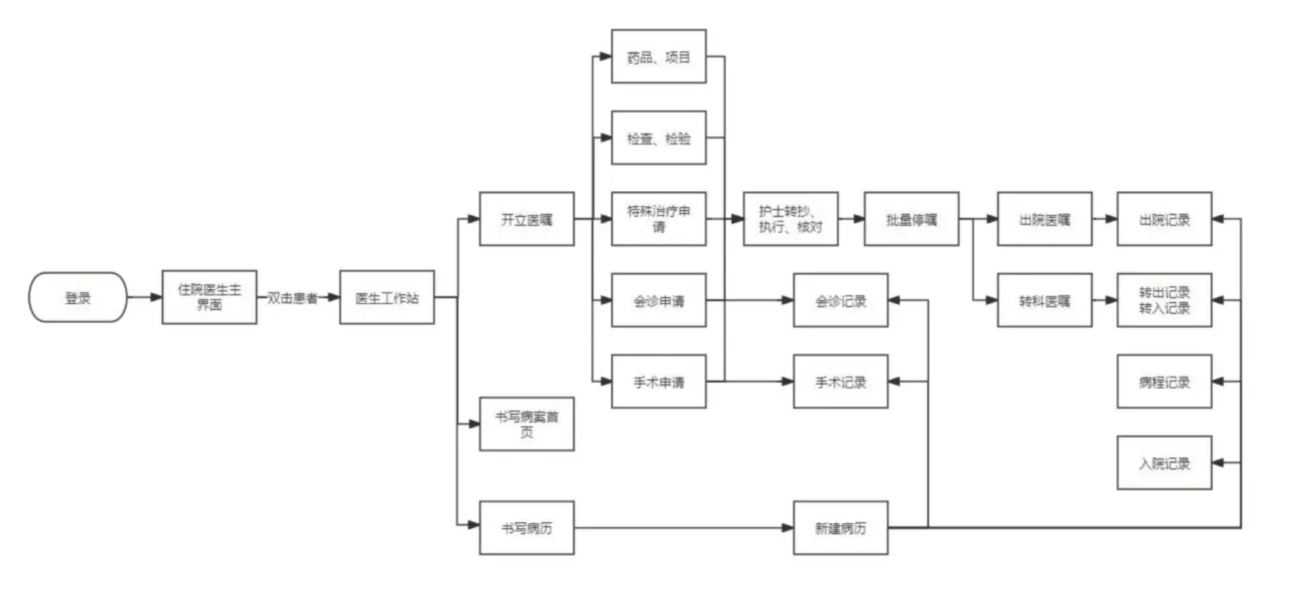 药品、项目
检查、检验
开立医嘱
特殊治疗申
请
护士转抄、
执行、核对
批量停嘱
出院医嘱
出院记录
登录
住院医生主
界面
双击患者
医生工作站
会诊申请
会诊记录
转科医嘱
转出记录
转入记录
手术申请
手术记录
病程记录
书写病案首
页
入院记录
书写病历
新建病历